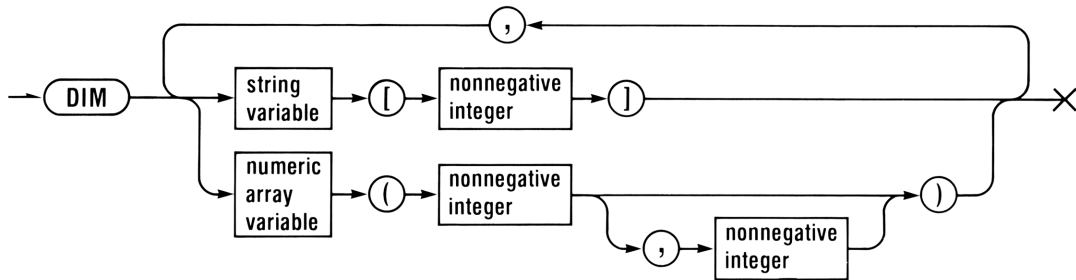 ,
DIM
string
variable
[
nonnegative
integer
]
numeric
array
variable
(
nonnegative
integer
)
,
nonnegative
integer